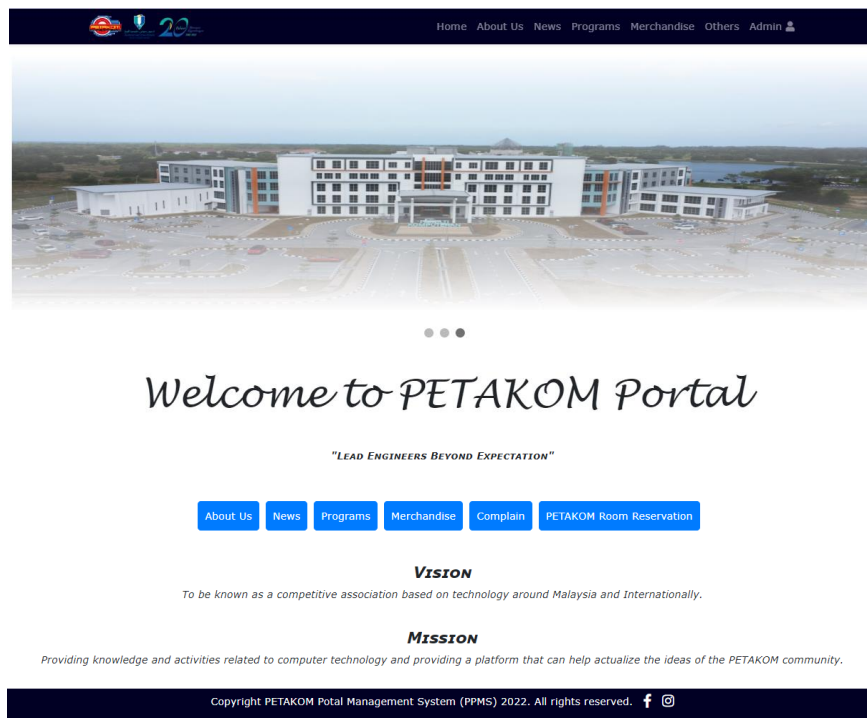 PETAKOM
20
Home About Us News Programs Merchandise Others Admin
Welcome to PETAKOM Portal
"Lead Engineers Beyond Expectation"
About Us News Programs Merchandise Complain PETAKOM Room Reservation
Vision
To be known as a competitive association based on technology around Malaysia and Internationally.
Mission
Providing knowledge and activities related to computer technology and providing a platform that can help actualize the ideas of the PETAKOM community.
Copyright PETAKOM Potal Management System (PPMS) 2022. All rights reserved.